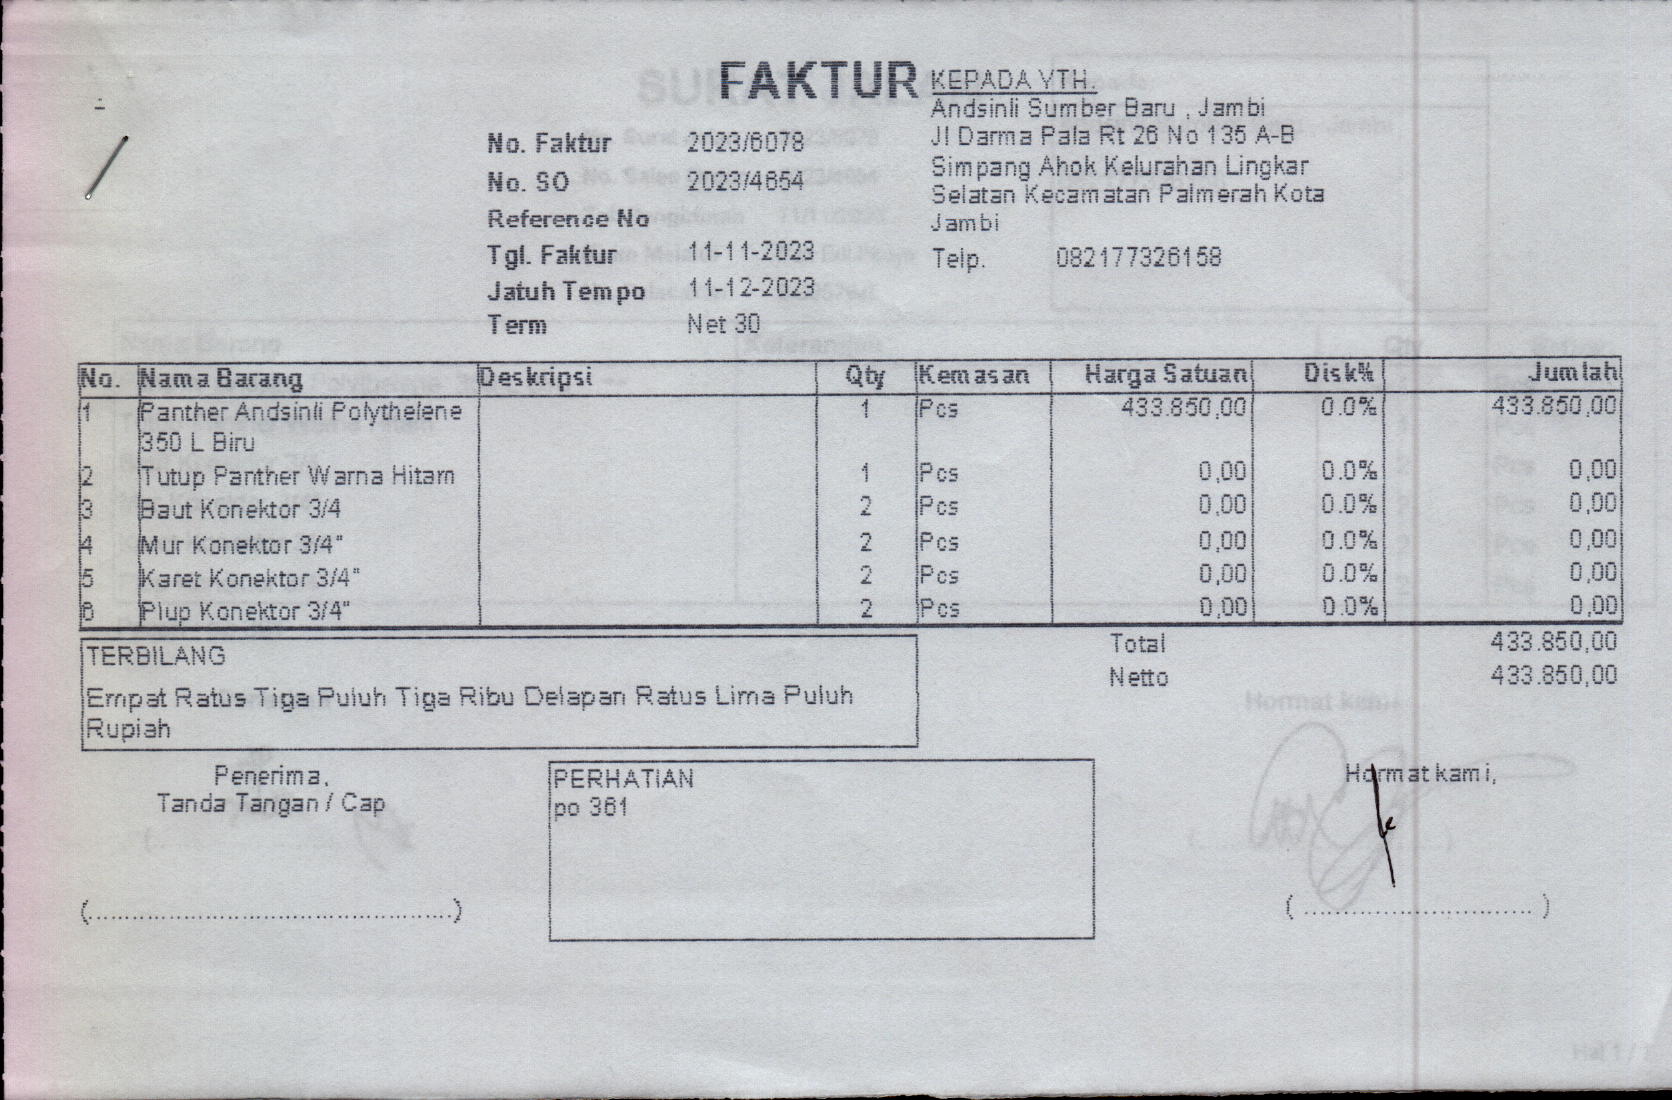 FAKTUR
No. Faktur 2023/6078
No. SO 2023/4654
Reference No
Tgl. Faktur 11-11-2023
Jatuh Tempo 11-12-2023
Term Net 30
KEPADA YTH.
Andsinli Sumber Baru , Jambi
Jl Darma Pala Rt 26 No 135 A-B
Simpang Ahok Kelurahan Lingkar
Selatan Kecamatan Palmerah Kota
Jambi
Telp. 082177326158
No. Nama Barang Deskripsi Qty Kemasan Harga Satuan Disk% Jumlah
1 Panther Andsinli Polythelene 1 Pcs 433.850,00 0.0% 433.850,00
350 L Biru
2 Tutup Panther Warna Hitam 1 Pcs 0,00 0.0% 0,00
3 Baut Konektor 3/4 2 Pcs 0,00 0.0% 0,00
4 Mur Konektor 3/4" 2 Pcs 0,00 0.0% 0,00
5 Karet Konektor 3/4" 2 Pcs 0,00 0.0% 0,00
6 Plup Konektor 3/4" 2 Pcs 0,00 0.0% 0,00
Total 433.850,00
Netto 433.850,00
TERBILANG
Empat Ratus Tiga Puluh Tiga Ribu Delapan Ratus Lima Puluh
Rupiah
Penerima,
Tanda Tangan / Cap
(............................................)
PERHATIAN
po 361
Hormat kami,
( ............................ )
Hal 1 /